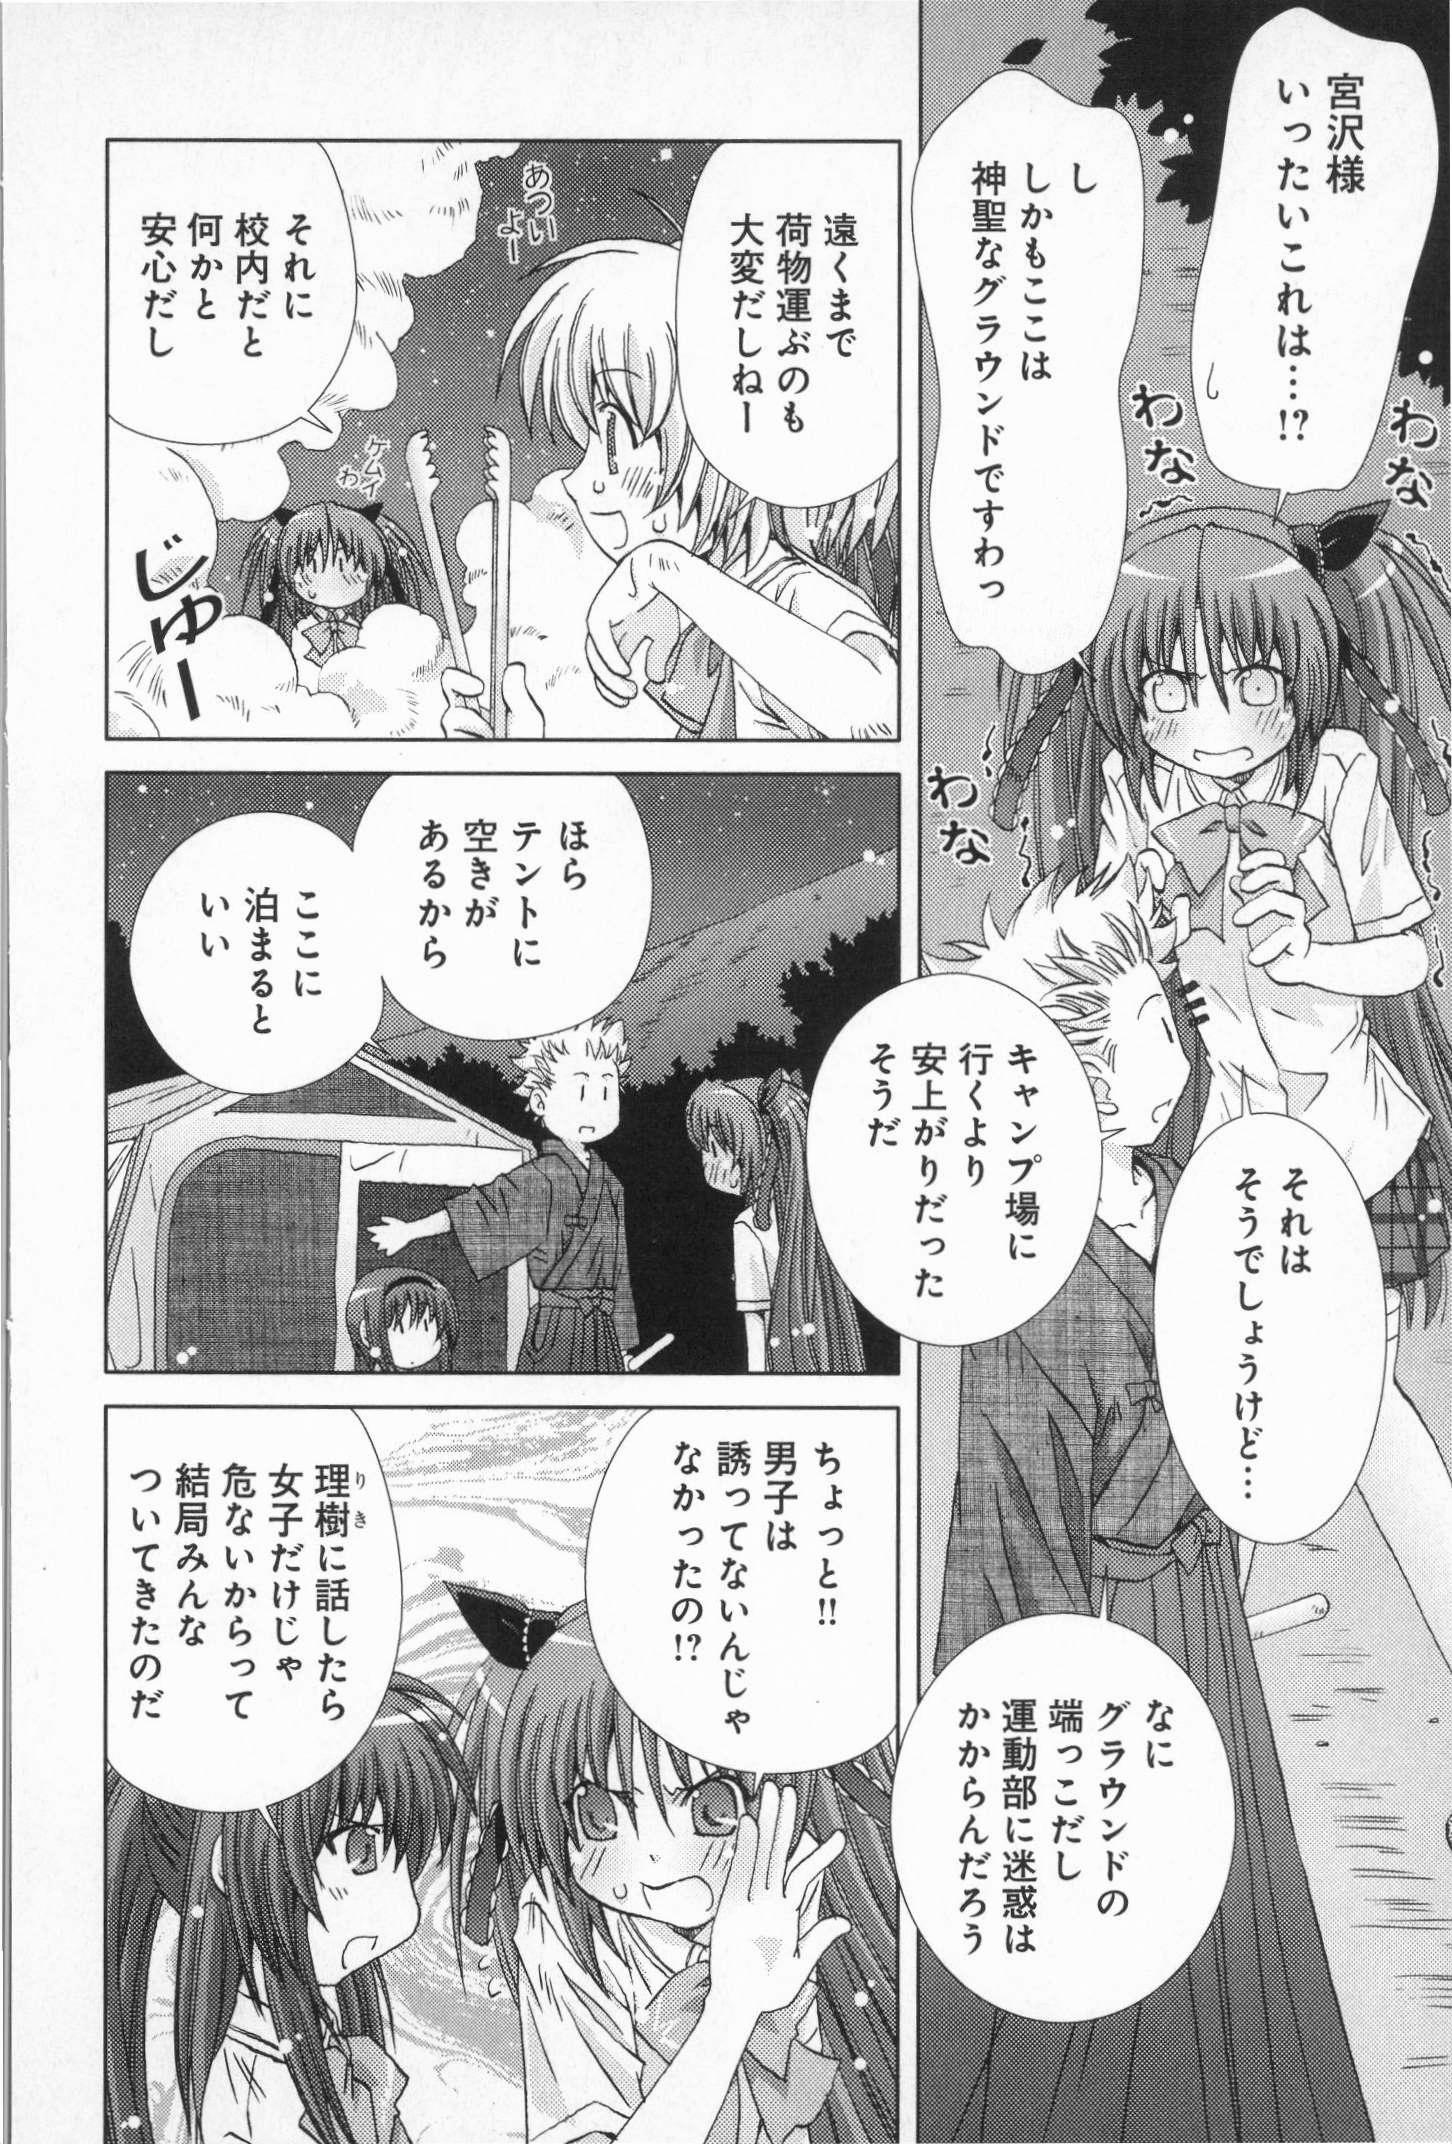 宮沢様
いったいこれは…!?
し
しかもここは
神聖なグラウンドですわっ
わな
わな
わな
キャンプ場に
行くより
安上がりだった
そうだ
それは
そうでしょうけど…
なに
グラウンドの
端っこだし
運動部に迷惑は
かからんだろう
遠くまで
荷物運ぶのも
大変だしねー
あつい
よー
それに
校内だと
何かと
安心だし
ケムイ
わ
じゅー
ほら
テントに
空きが
あるから
ここに
泊まると
いい
ちょっと!!
男子は
誘ってないんじゃ
なかったの!?
理樹に話したら
りき
女子だけじゃ
危ないからって
結局みんな
ついてきたのだ